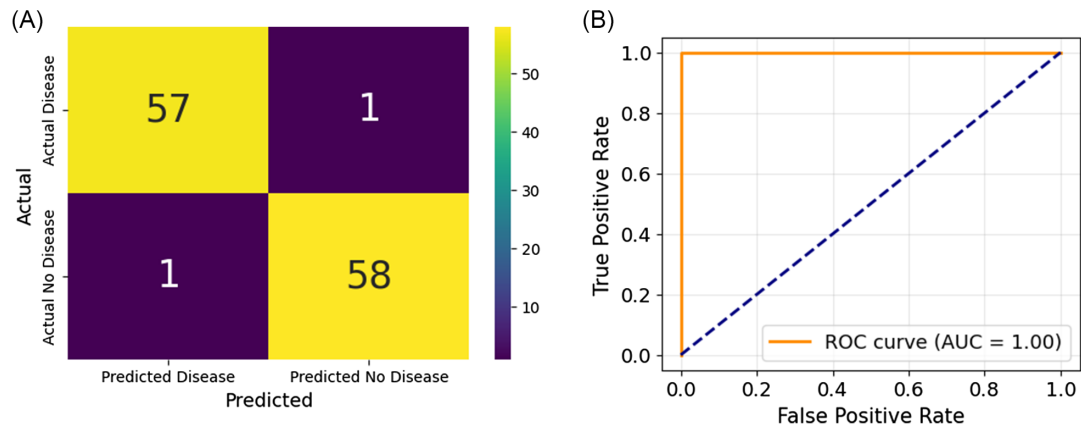 (A)
Actual
Actual Disease
Actual No Disease
57
1
1
58
Predicted Disease
Predicted No Disease
Predicted
50
40
30
20
10
(B)
True Positive Rate
1.0
0.8
0.6
0.4
0.2
0.0
ROC curve (AUC = 1.00)
0.0
0.2
0.4
0.6
0.8
1.0
False Positive Rate